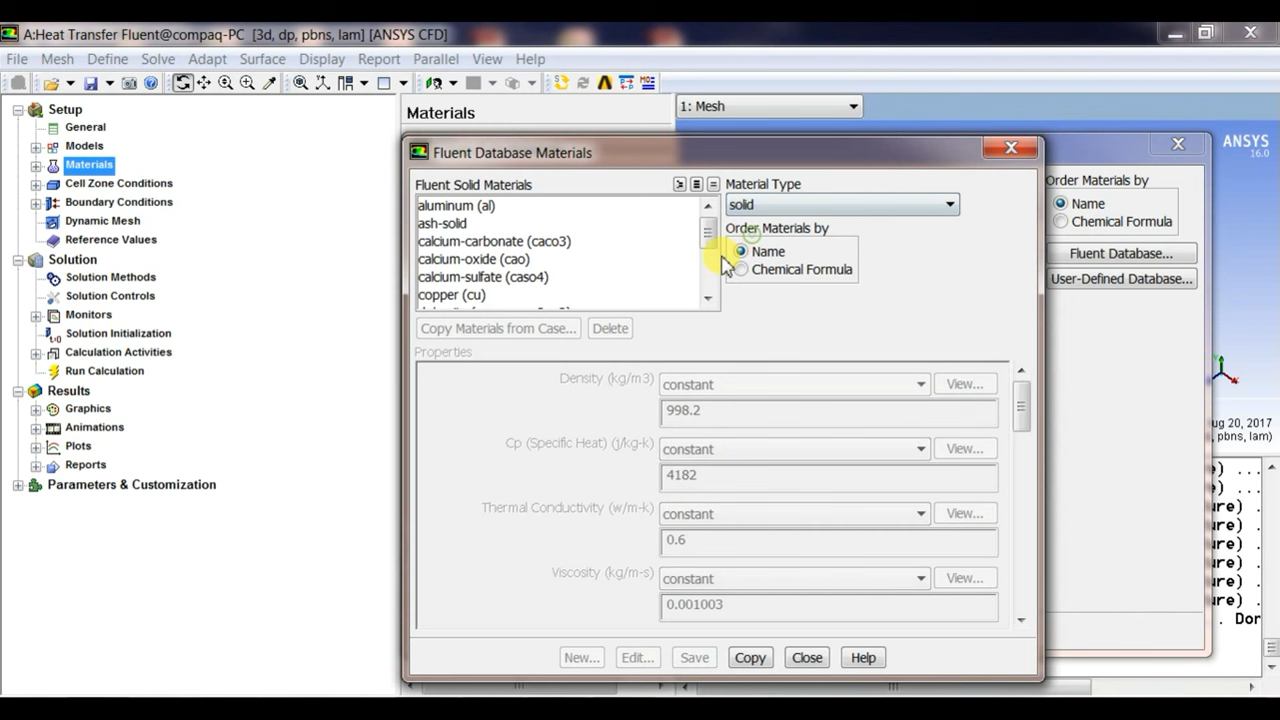 A:Heat Transfer Fluent@compaq-PC [3d, dp, pbns, lam] [ANSYS CFD]
File Mesh Define Solve Adapt Surface Display Report Parallel View Help
Setup
General
Models
Materials
Cell Zone Conditions
Boundary Conditions
Dynamic Mesh
Reference Values
Solution
Solution Methods
Solution Controls
Monitors
Solution Initialization
Calculation Activities
Run Calculation
Results
Graphics
Animations
Plots
Reports
Parameters & Customization
Materials
1: Mesh
Fluent Database Materials
Fluent Solid Materials
aluminum (al)
ash-solid
calcium-carbonate (caco3)
calcium-oxide (cao)
calcium-sulfate (caso4)
copper (cu)
Material Type
solid
Order Materials by
Name
Chemical Formula
Copy Materials from Case... Delete
Properties
Density (kg/m3) constant View...
998.2
Cp (Specific Heat) (j/kg-k) constant View...
4182
Thermal Conductivity (w/m-k) constant View...
0.6
Viscosity (kg/m-s) constant View...
0.001003
New... Edit... Save Copy Close Help
ANSYS
16.0
Order Materials by
Name
Chemical Formula
Fluent Database...
User-Defined Database...
ug 20, 2017
, pbns, lam)
e) ...
e) ...
ure) .
ure) .
ure) .
ure) .
ure) .
ure) .
. Don